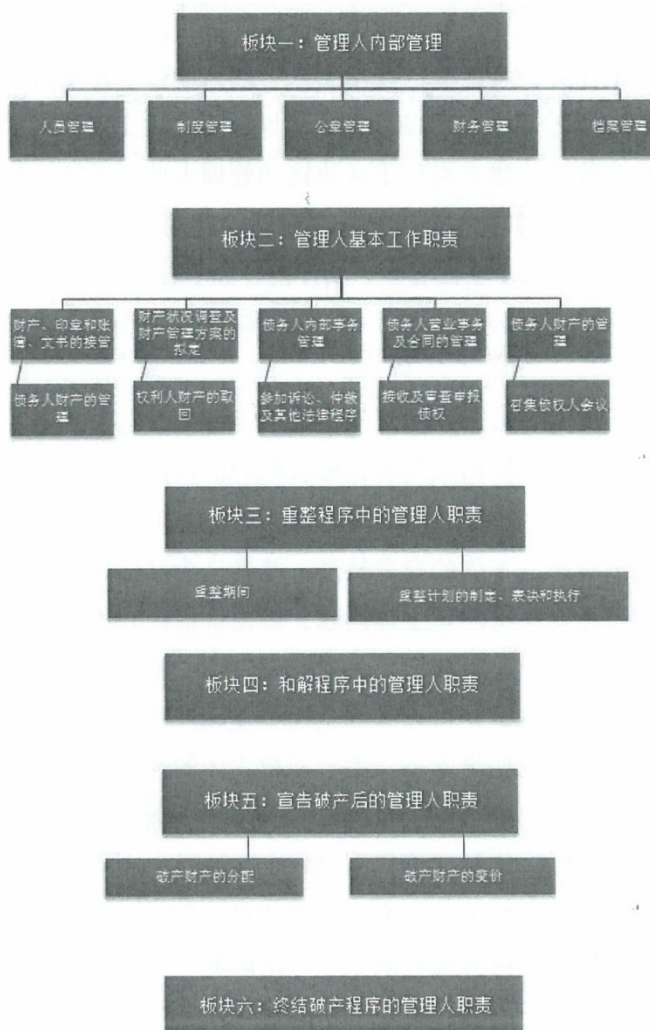 板块一：管理人内部管理
人员管理
制度管理
公章管理
财务管理
档案管理
板块二：管理人基本工作职责
财产、印章和账
簿、文书的接管
财产状况调查及
财产管理方案的
拟定
债务人内部事务
管理
债务人营业事务
及合同的管理
债务人财产的管
理
债务人财产的管
理
权利人财产的取
回
参加诉讼、仲裁
及其他法律程序
接收及审查申报
债权
召集债权人会议
板块三：重整程序中的管理人职责
重整期间
重整计划的制定、表决和执行
板块四：和解程序中的管理人职责
板块五：宣告破产后的管理人职责
破产财产的分配
破产财产的变价
板块六：终结破产程序的管理人职责